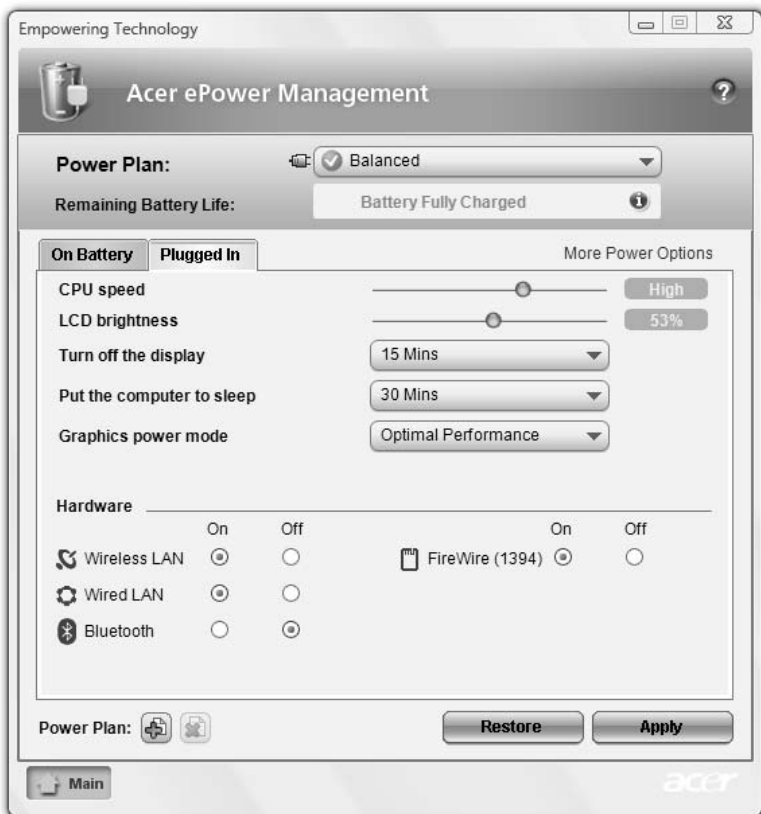 Empowering Technology
Acer ePower Management
?
Power Plan: Balanced
Remaining Battery Life: Battery Fully Charged
On Battery Plugged In More Power Options
CPU speed High
LCD brightness 53%
Turn off the display 15 Mins
Put the computer to sleep 30 Mins
Graphics power mode Optimal Performance
Hardware
On Off On Off
Wireless LAN FireWire (1394)
Wired LAN
Bluetooth
Power Plan: Restore Apply
Main acer